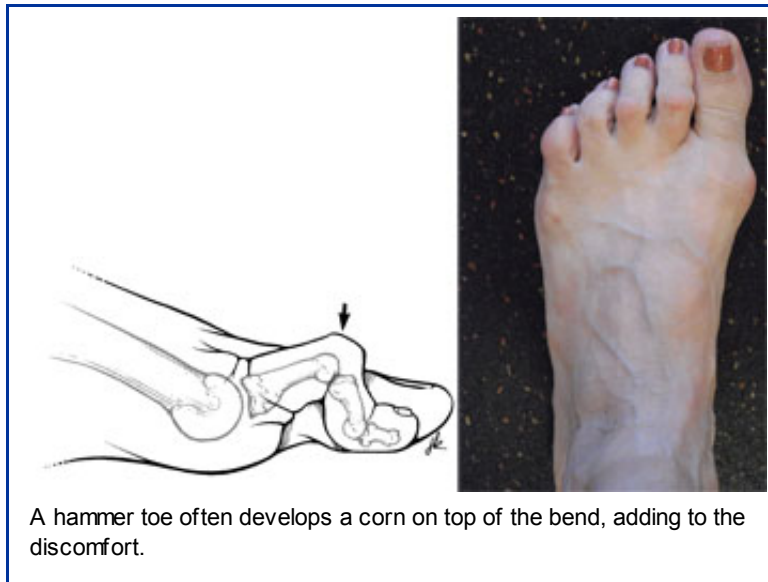 A hammer toe often develops a corn on top of the bend, adding to the
discomfort.